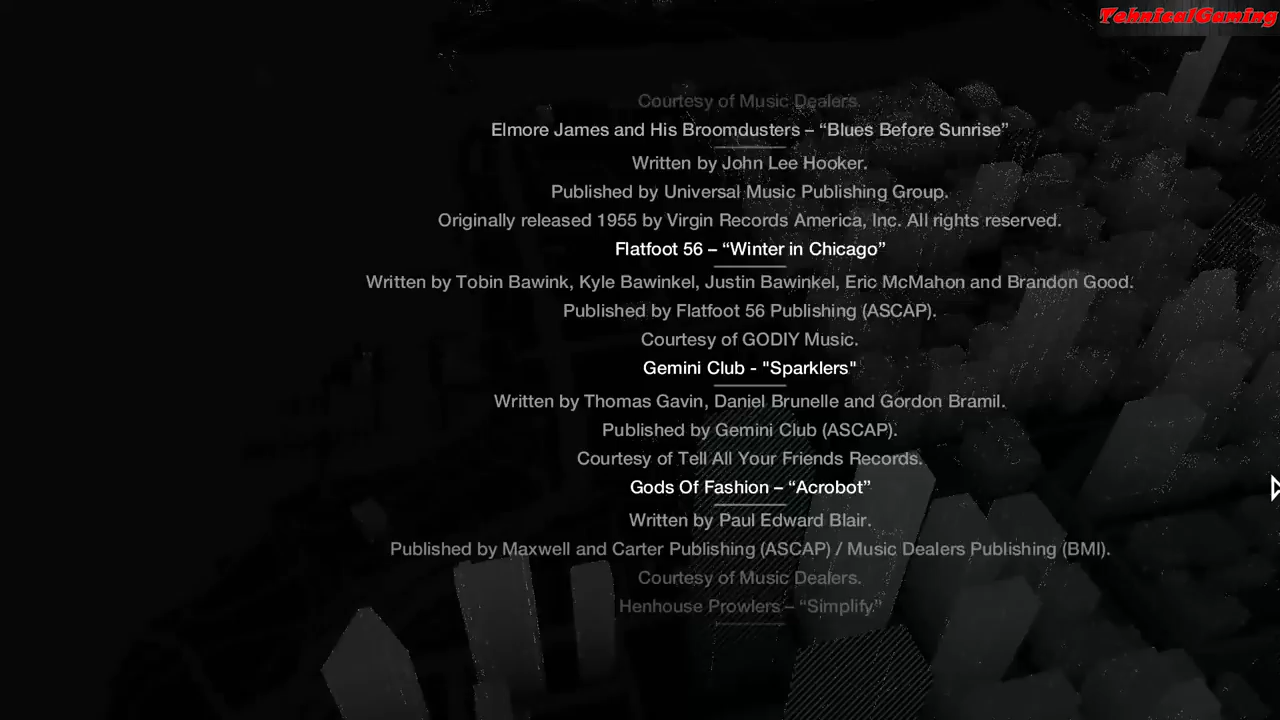 TehnicalGaming
Courtesy of Music Dealers.
Elmore James and His Broomdusters – “Blues Before Sunrise”
Written by John Lee Hooker.
Published by Universal Music Publishing Group.
Originally released 1955 by Virgin Records America, Inc. All rights reserved.
Flatfoot 56 – “Winter in Chicago”
Written by Tobin Bawink, Kyle Bawinkel, Justin Bawinkel, Eric McMahon and Brandon Good.
Published by Flatfoot 56 Publishing (ASCAP).
Courtesy of GODIY Music.
Gemini Club - "Sparklers"
Written by Thomas Gavin, Daniel Brunelle and Gordon Bramil.
Published by Gemini Club (ASCAP).
Courtesy of Tell All Your Friends Records.
Gods Of Fashion – “Acrobot”
Written by Paul Edward Blair.
Published by Maxwell and Carter Publishing (ASCAP) / Music Dealers Publishing (BMI).
Courtesy of Music Dealers.
Henhouse Prowlers – “Simplify”